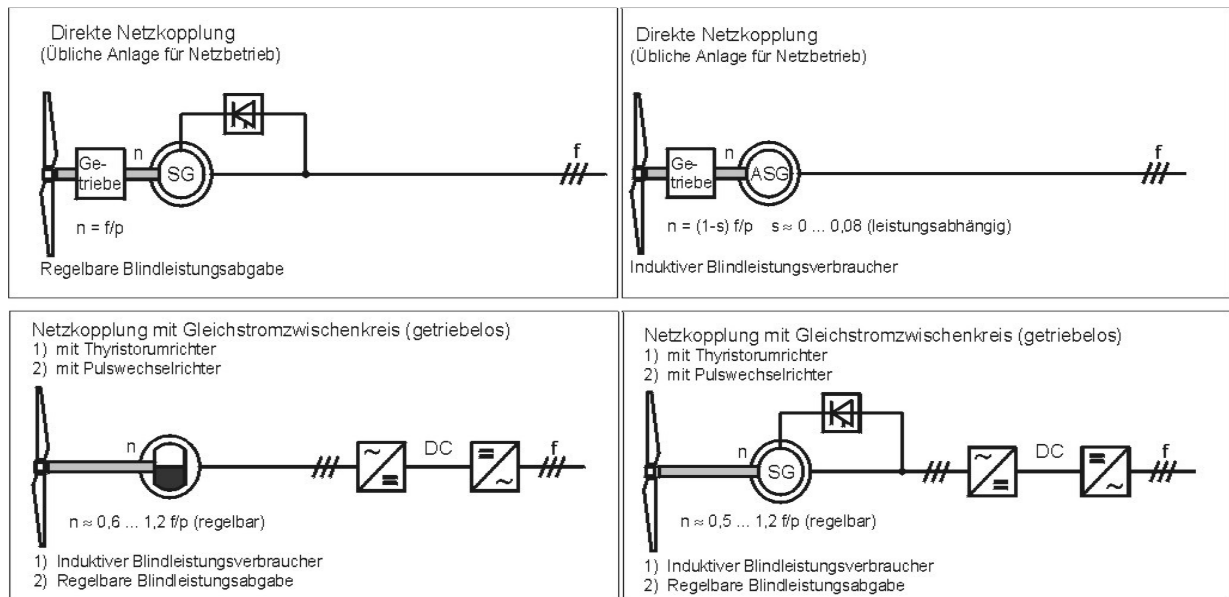 Direkte Netzkopplung
(Übliche Anlage für Netzbetrieb)
f
n
Ge-
triebe
SG
n = f/p
Regelbare Blindleistungsabgabe
Direkte Netzkopplung
(Übliche Anlage für Netzbetrieb)
f
n
Ge-
triebe
ASG
n = (1-s) f/p s ≈ 0 ... 0,08 (leistungsabhängig)
Induktiver Blindleistungsverbraucher
Netzkopplung mit Gleichstromzwischenkreis (getriebelos)
1) mit Thyristorumrichter
2) mit Pulswechselrichter
n
~
=
DC
=
~
f
n ≈ 0,6 ... 1,2 f/p (regelbar)
1) Induktiver Blindleistungsverbraucher
2) Regelbare Blindleistungsabgabe
Netzkopplung mit Gleichstromzwischenkreis (getriebelos)
1) mit Thyristorumrichter
2) mit Pulswechselrichter
n
SG
~
=
DC
=
~
f
n ≈ 0,5 ... 1,2 f/p (regelbar)
1) Induktiver Blindleistungsverbraucher
2) Regelbare Blindleistungsabgabe